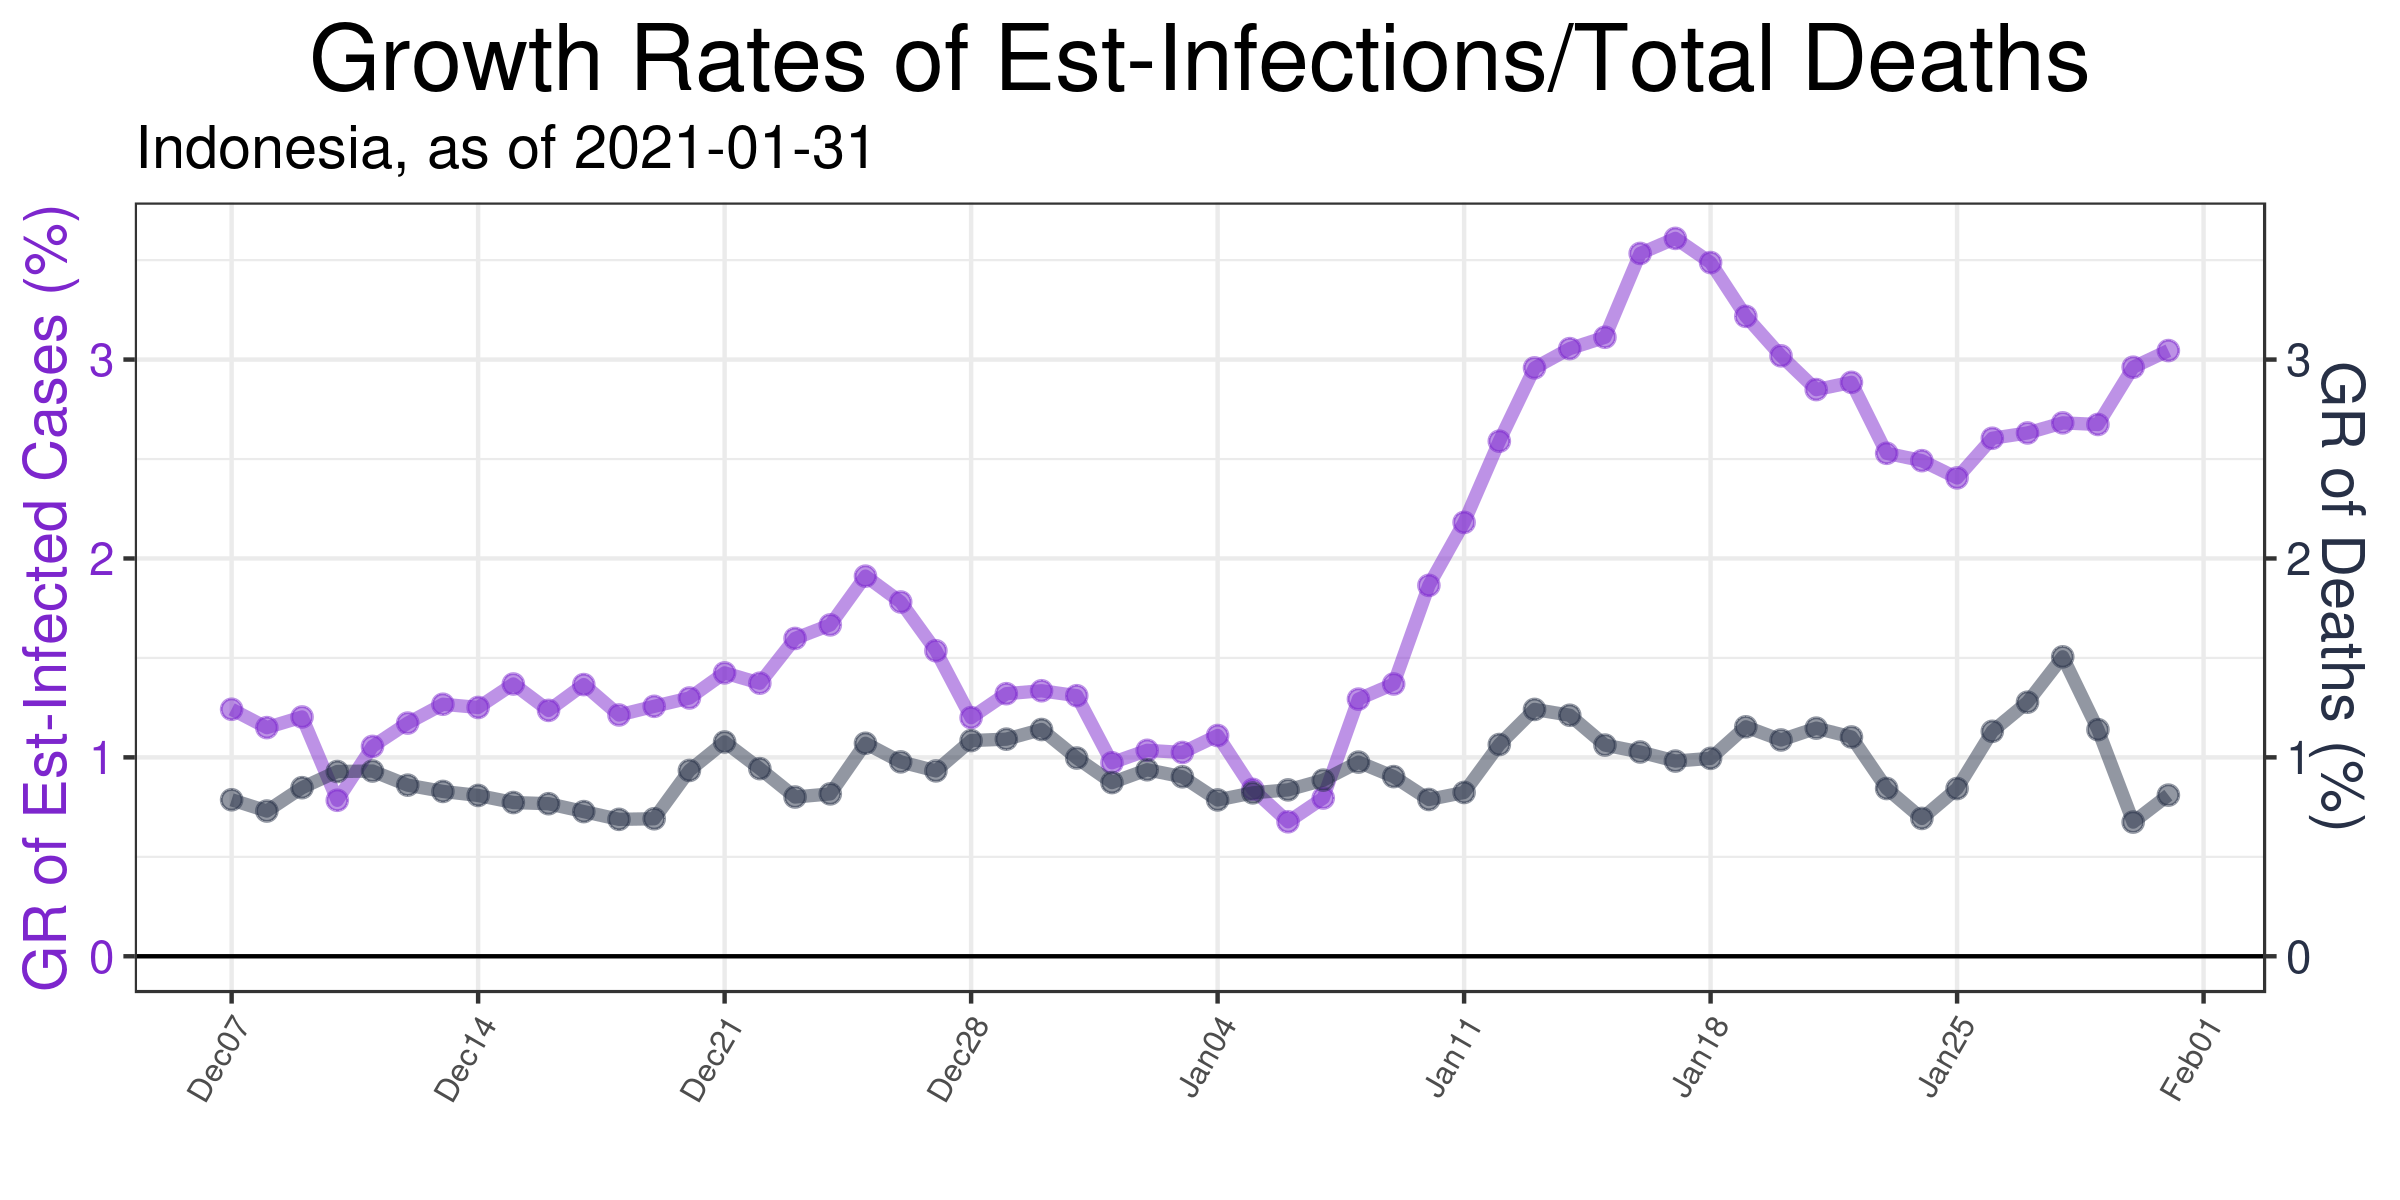 Growth Rates of Est-Infections/Total Deaths
Indonesia, as of 2021-01-31
GR of Est-Infected Cases (%)
3
2
1
0
3
2
1
0
GR of Deaths (%)
Dec07
Dec14
Dec21
Dec28
Jan04
Jan11
Jan18
Jan25
Feb01